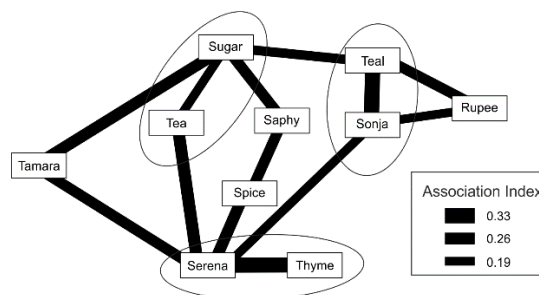 Sugar
Teal
Rupee
Tea
Saphy
Sonja
Tamara
Spice
Serena
Thyme
Association Index
0.33
0.26
0.19